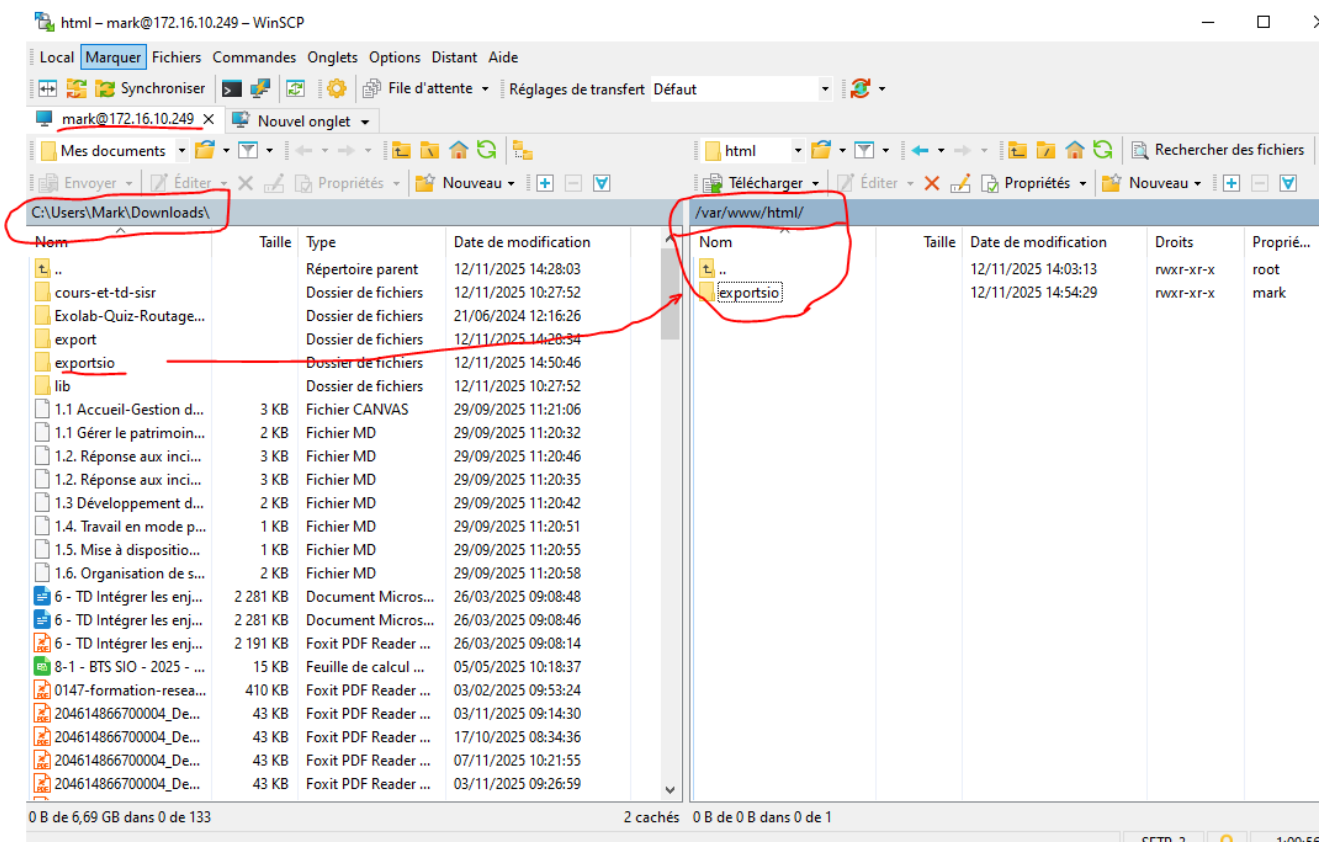 html – mark@172.16.10.249 – WinSCP
Local Marquer Fichiers Commandes Onglets Options Distant Aide
Synchroniser File d'attente Réglages de transfert Défaut
mark@172.16.10.249 Nouvel onglet
Mes documents html Rechercher des fichiers
Envoyer Éditer Propriétés Nouveau Télécharger Éditer Propriétés Nouveau
C:\Users\Mark\Downloads\ /var/www/html/
Nom Taille Type Date de modification Nom Taille Date de modification Droits Proprié...
.. Répertoire parent 12/11/2025 14:28:03 .. 12/11/2025 14:03:13 rwxr-xr-x root
cours-et-td-sisr Dossier de fichiers 12/11/2025 10:27:52 exportsio 12/11/2025 14:54:29 rwxr-xr-x mark
Exolab-Quiz-Routage... Dossier de fichiers 21/06/2024 12:16:26
export Dossier de fichiers 12/11/2025 14:28:34
exportsio Dossier de fichiers 12/11/2025 14:50:46
lib Dossier de fichiers 12/11/2025 10:27:52
1.1 Accueil-Gestion d... 3 KB Fichier CANVAS 29/09/2025 11:21:06
1.1 Gérer le patrimoin... 2 KB Fichier MD 29/09/2025 11:20:32
1.2. Réponse aux inci... 3 KB Fichier MD 29/09/2025 11:20:46
1.2. Réponse aux inci... 3 KB Fichier MD 29/09/2025 11:20:35
1.3 Développement d... 2 KB Fichier MD 29/09/2025 11:20:42
1.4. Travail en mode p... 1 KB Fichier MD 29/09/2025 11:20:51
1.5. Mise à dispositio... 1 KB Fichier MD 29/09/2025 11:20:55
1.6. Organisation de s... 2 KB Fichier MD 29/09/2025 11:20:58
6 - TD Intégrer les enj... 2 281 KB Document Micros... 26/03/2025 09:08:48
6 - TD Intégrer les enj... 2 281 KB Document Micros... 26/03/2025 09:08:46
6 - TD Intégrer les enj... 2 191 KB Foxit PDF Reader ... 26/03/2025 09:08:14
8-1 - BTS SIO - 2025 - ... 15 KB Feuille de calcul ... 05/05/2025 10:18:37
0147-formation-resea... 410 KB Foxit PDF Reader ... 03/02/2025 09:53:24
204614866700004_De... 43 KB Foxit PDF Reader ... 03/11/2025 09:14:30
204614866700004_De... 43 KB Foxit PDF Reader ... 17/10/2025 08:34:36
204614866700004_De... 43 KB Foxit PDF Reader ... 07/11/2025 10:21:55
204614866700004_De... 43 KB Foxit PDF Reader ... 03/11/2025 09:26:59
0 B de 6,69 GB dans 0 de 133 2 cachés 0 B de 0 B dans 0 de 1